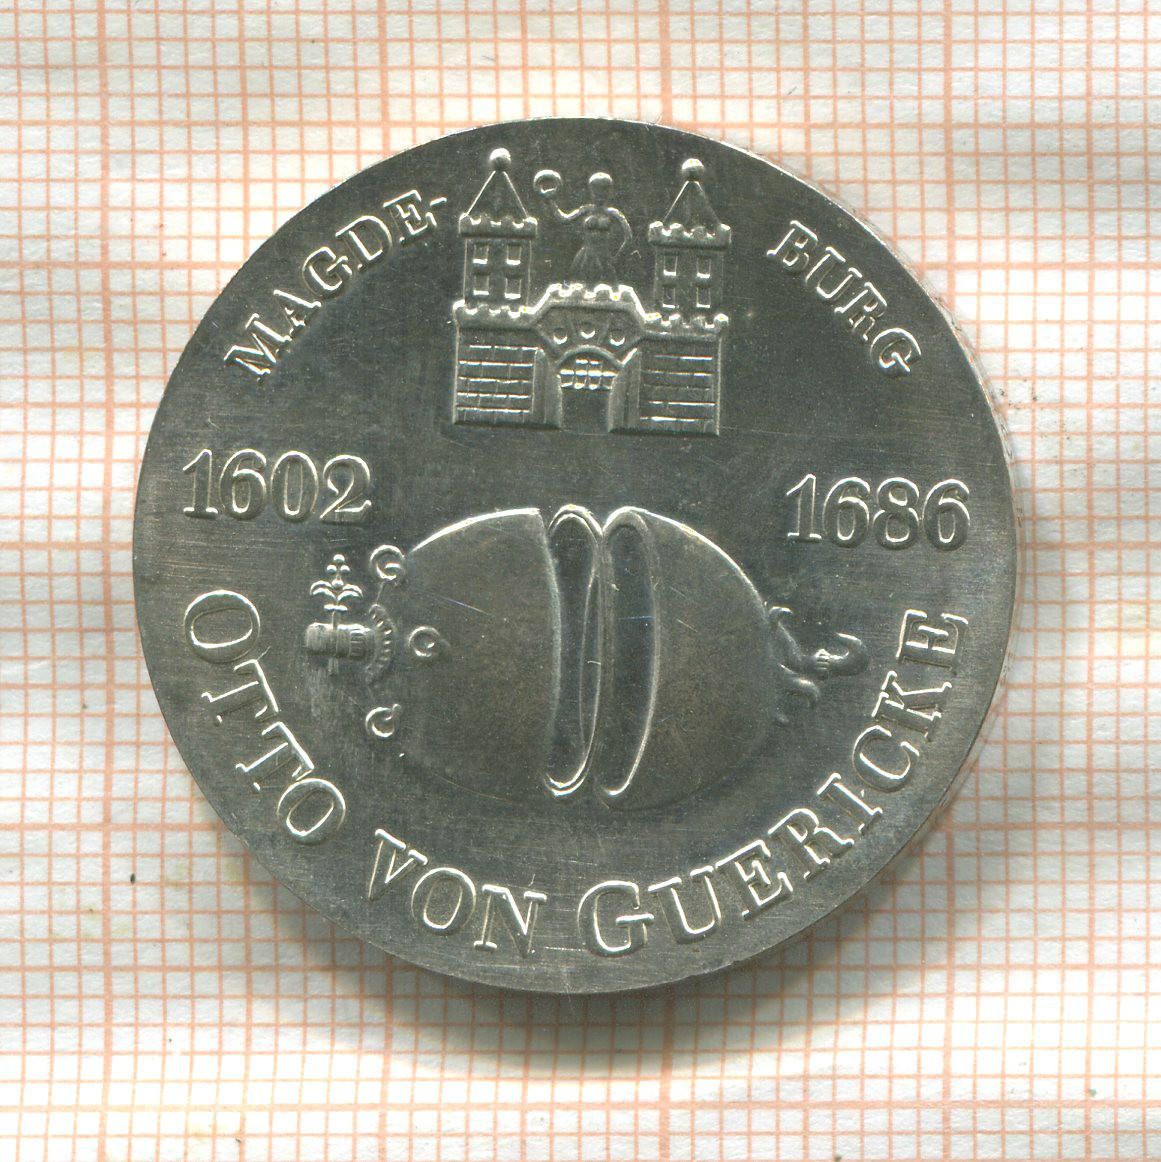 MAGDE-
BURG
1602
1686
OTTO VON GUERICKE